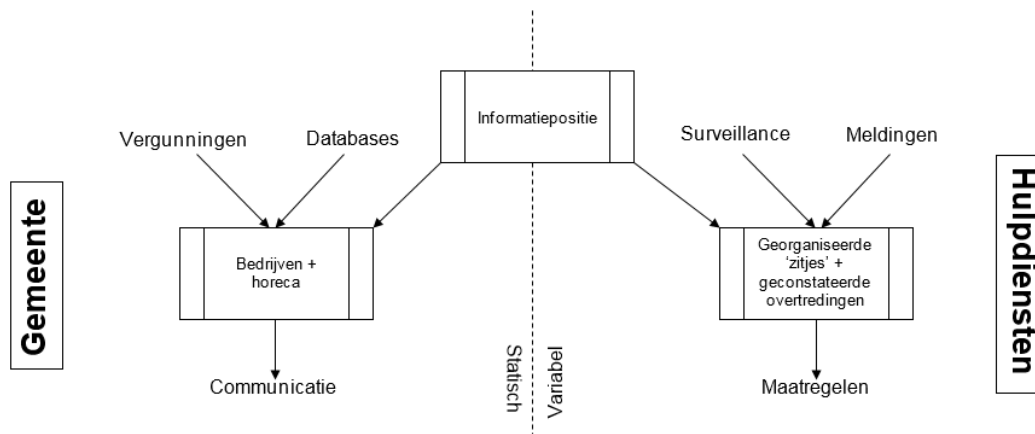 Informatiepositie
Vergunningen
Databases
Surveillance
Meldingen
Gemeente
Hulpdiensten
Bedrijven +
horeca
Georganiseerde
'zitjes' +
geconstateerde
overtredingen
Statisch
Variabel
Communicatie
Maatregelen